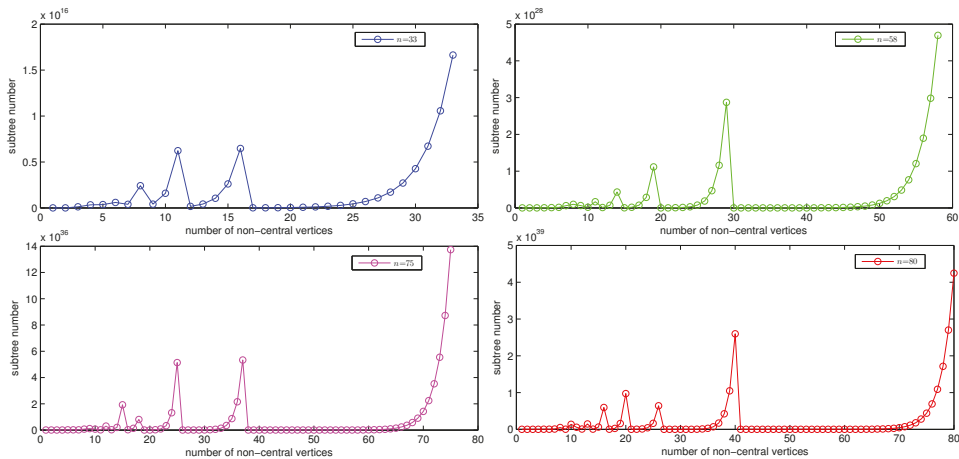 x 10^16
2
1.5
1
0.5
0
subtree number
n=33
0 5 10 15 20 25 30 35
number of non-central vertices
x 10^28
5
4
3
2
1
0
subtree number
n=58
0 10 20 30 40 50 60
number of non-central vertices
x 10^36
14
12
10
8
6
4
2
0
subtree number
n=75
0 10 20 30 40 50 60 70 80
number of non-central vertices
x 10^39
5
4
3
2
1
0
subtree number
n=80
0 10 20 30 40 50 60 70 80
number of non-central vertices